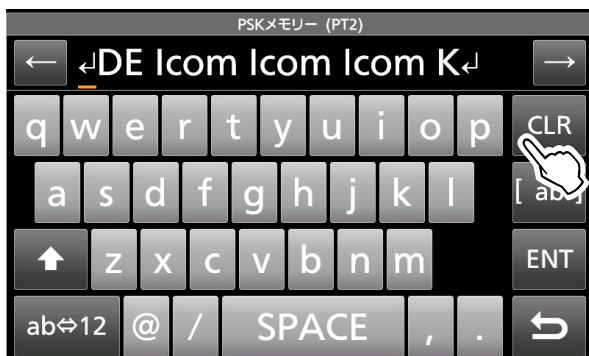 PSKメモリー (PT2)
← ↵DE Icom Icom Icom K↵ →
q w e r t y u i o p CLR
a s d f g h j k l [ ab ]
z x c v b n m ENT
ab⇔12 @ / SPACE , .